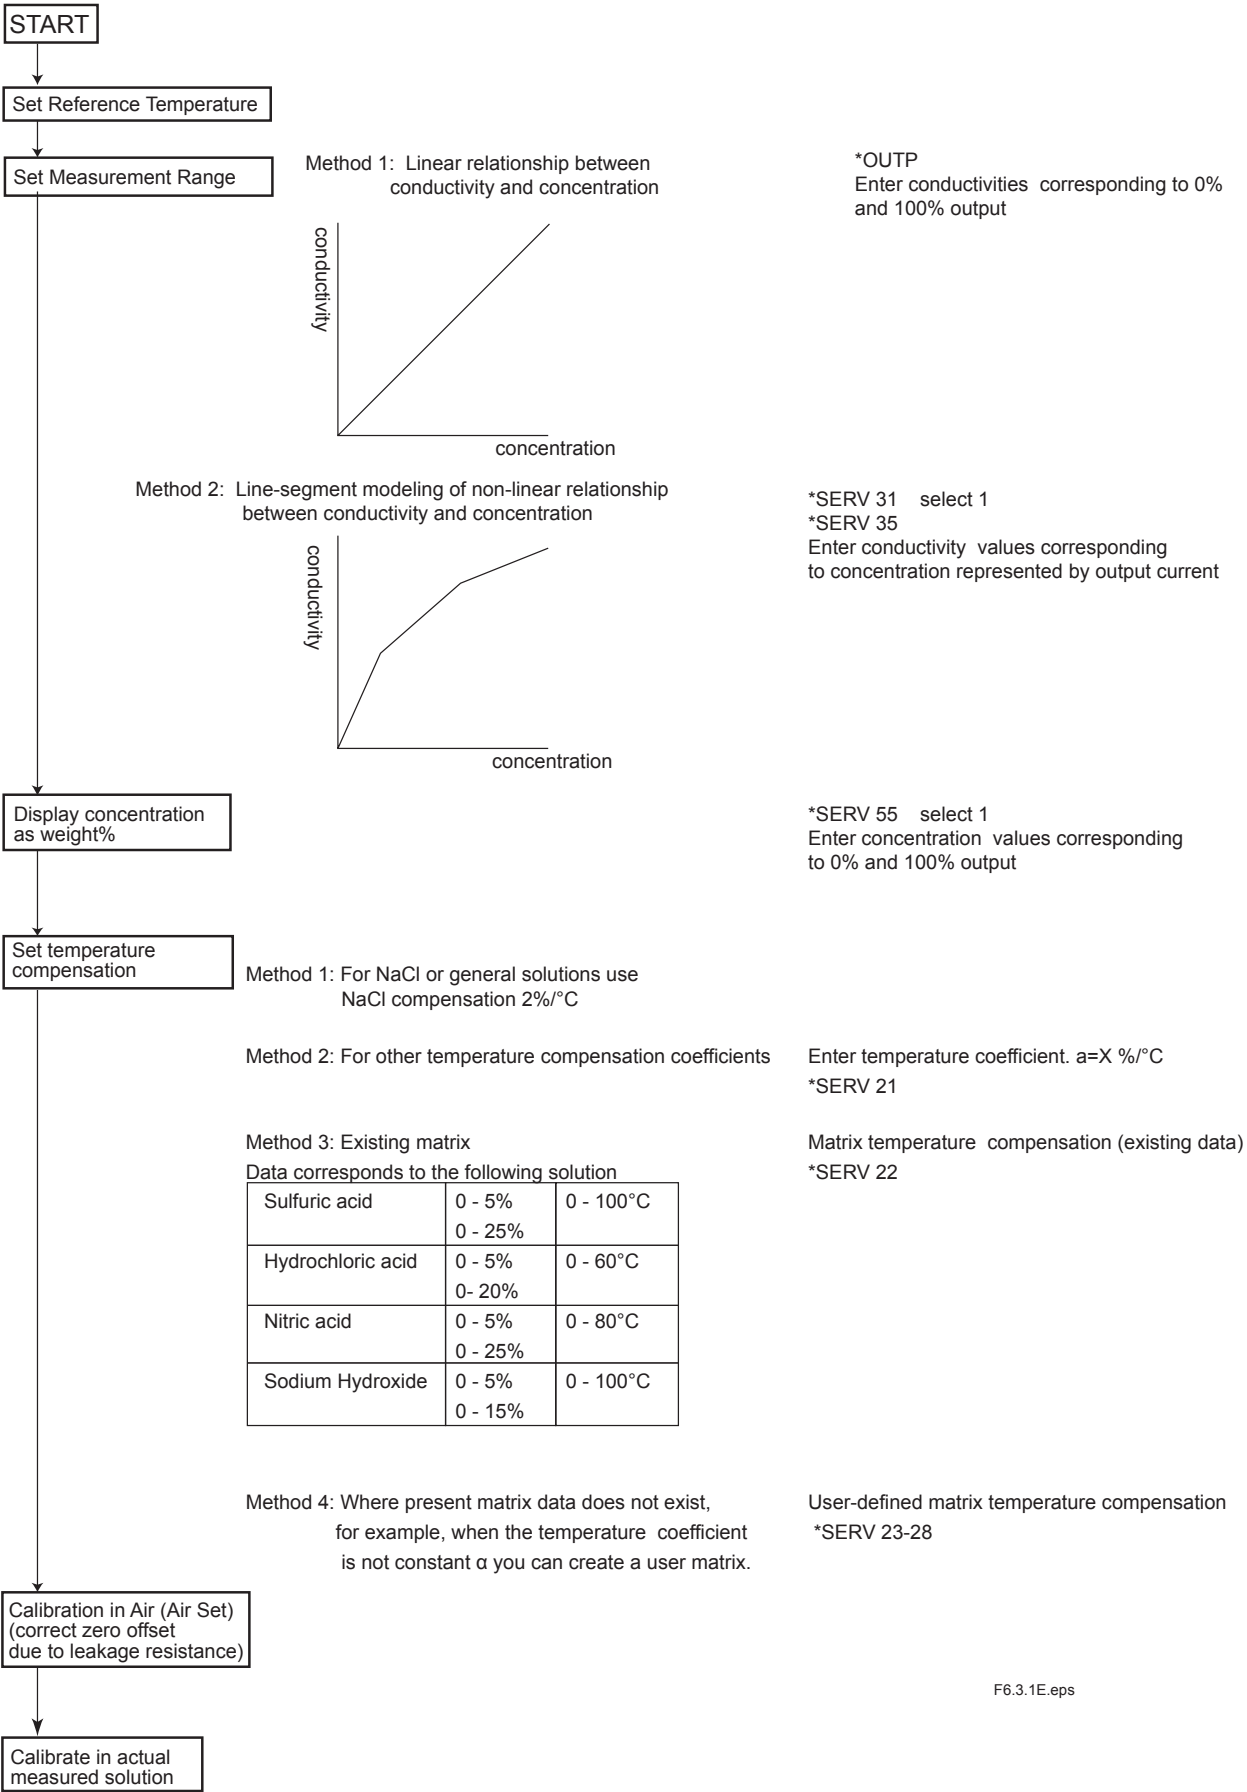 START
Set Reference Temperature
Set Measurement Range
Method 1: Linear relationship between
conductivity and concentration
*OUTP
Enter conductivities corresponding to 0%
and 100% output
conductivity
concentration
Method 2: Line-segment modeling of non-linear relationship
between conductivity and concentration
*SERV 31 select 1
*SERV 35
Enter conductivity values corresponding
to concentration represented by output current
conductivity
concentration
Display concentration
as weight%
*SERV 55 select 1
Enter concentration values corresponding
to 0% and 100% output
Set temperature
compensation
Method 1: For NaCl or general solutions use
NaCl compensation 2%/°C
Method 2: For other temperature compensation coefficients
Enter temperature coefficient. a=X %/°C
*SERV 21
Method 3: Existing matrix
Matrix temperature compensation (existing data)
Data corresponds to the following solution
*SERV 22
Sulfuric acid 0 - 5% 0 - 100°C
0 - 25%
Hydrochloric acid 0 - 5% 0 - 60°C
0- 20%
Nitric acid 0 - 5% 0 - 80°C
0 - 25%
Sodium Hydroxide 0 - 5% 0 - 100°C
0 - 15%
Method 4: Where present matrix data does not exist,
for example, when the temperature coefficient
is not constant α you can create a user matrix.
User-defined matrix temperature compensation
*SERV 23-28
Calibration in Air (Air Set)
(correct zero offset
due to leakage resistance)
F6.3.1E.eps
Calibrate in actual
measured solution